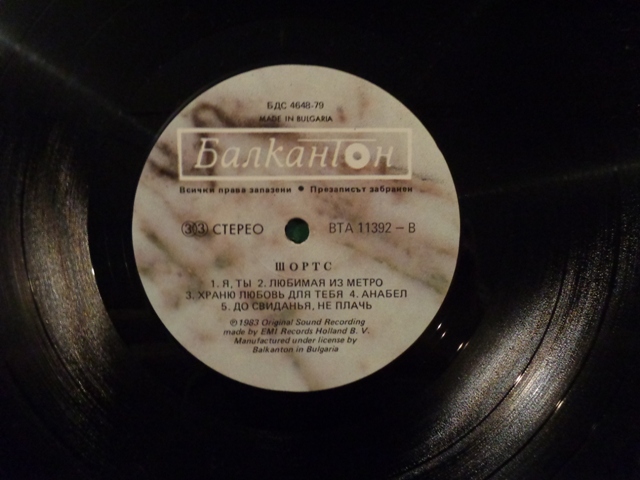 БДС 4648-79
MADE IN BULGARIA
Балкантон
Всички права запазени • Презаписът забранен
33 СТЕРЕО ВТА 11392 – В
ШОРТС
1. Я, ТЫ 2. ЛЮБИМАЯ ИЗ МЕТРО
3. ХРАНЮ ЛЮБОВЬ ДЛЯ ТЕБЯ 4. АНАБЕЛ
5. ДО СВИДАНЬЯ, НЕ ПЛАЧЬ
℗ 1983 Original Sound Recording
made by EMI Records Holland B. V.
Manufactured under license by
Balkanton in Bulgaria